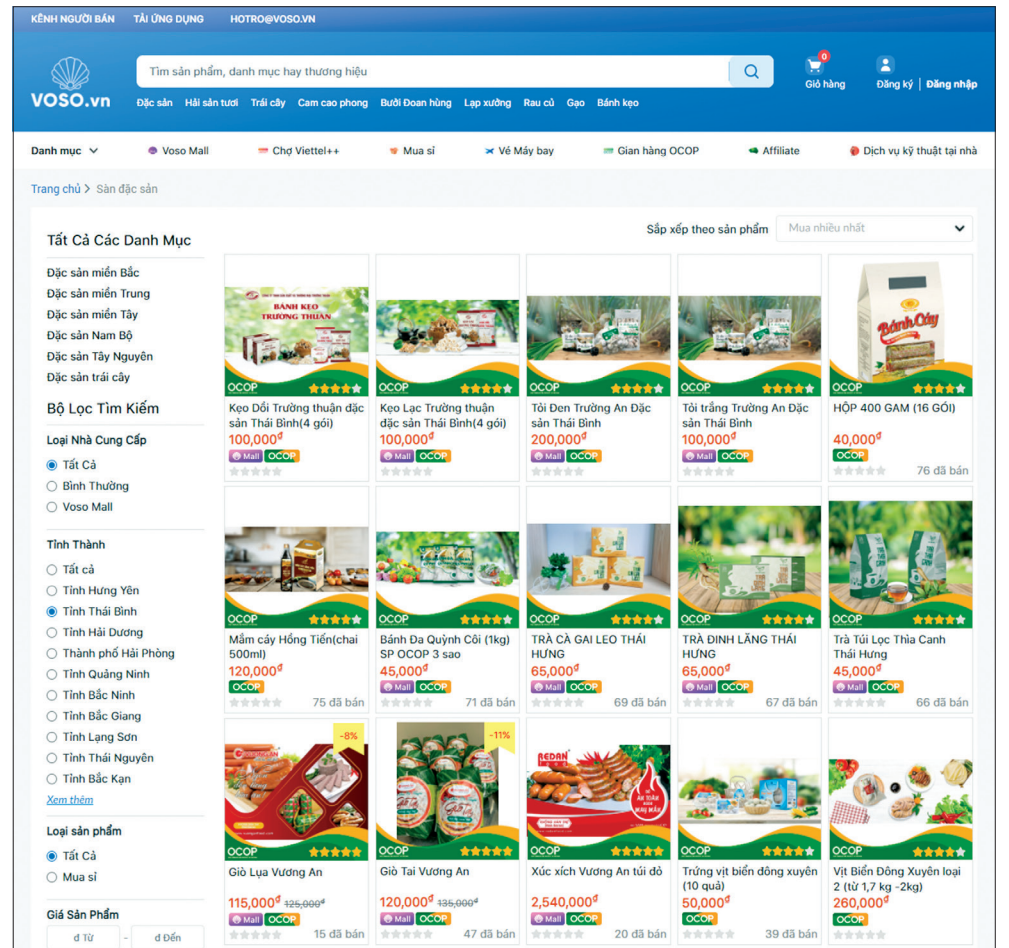 KÊNH NGƯỜI BÁN TẢI ỨNG DỤNG HOTRO@VOSO.VN
Tìm sản phẩm, danh mục hay thương hiệu
0
VOSO.vn
Giỏ hàng
Đăng ký | Đăng nhập
Đặc sản Hải sản tươi Trái cây Cam cao phong Bưởi Đoan hùng Lạp xưởng Rau củ Gạo Bánh kẹo
Danh mục Voso Mall Chợ Viettel++ Mua sỉ Vé Máy bay Gian hàng OCOP Affiliate Dịch vụ kỹ thuật tại nhà
Trang chủ > Sàn đặc sản
Sắp xếp theo sản phẩm Mua nhiều nhất
Tất Cả Các Danh Mục
Đặc sản miền Bắc
Đặc sản miền Trung
Đặc sản miền Tây
Đặc sản Nam Bộ
Đặc sản Tây Nguyên
Đặc sản trái cây
Bộ Lọc Tìm Kiếm
Loại Nhà Cung Cấp
Tất Cả
Bình Thường
Voso Mall
Tỉnh Thành
Tất cả
Tỉnh Hưng Yên
Tỉnh Thái Bình
Tỉnh Hải Dương
Thành phố Hải Phòng
Tỉnh Quảng Ninh
Tỉnh Bắc Ninh
Tỉnh Bắc Giang
Tỉnh Lạng Sơn
Tỉnh Thái Nguyên
Tỉnh Bắc Kạn
Xem thêm
Loại sản phẩm
Tất Cả
Mua sỉ
Giá Sản Phẩm
đ Từ - đ Đến
BÁNH KẸO
TRƯỜNG THUẬN
OCOP
Kẹo Dồi Trường thuận đặc
sản Thái Bình(4 gói)
100,000đ
Mall OCOP
OCOP
Kẹo Lạc Trường thuận
đặc sản Thái Bình(4 gói)
100,000đ
Mall OCOP
OCOP
Tỏi Đen Trường An Đặc
sản Thái Bình
200,000đ
Mall OCOP
OCOP
Tỏi trắng Trường An Đặc
sản Thái Bình
100,000đ
Mall OCOP
Bánh Cáy
OCOP
HỘP 400 GAM (16 GÓI)
40,000đ
OCOP
76 đã bán
OCOP
Mắm cáy Hồng Tiến(chai
500ml)
120,000đ
OCOP
75 đã bán
OCOP
Bánh Đa Quỳnh Côi (1kg)
SP OCOP 3 sao
45,000đ
Mall OCOP
71 đã bán
OCOP
TRÀ CÀ GAI LEO THÁI
HƯNG
65,000đ
Mall OCOP
69 đã bán
OCOP
TRÀ ĐINH LĂNG THÁI
HƯNG
65,000đ
Mall OCOP
67 đã bán
OCOP
Trà Túi Lọc Thìa Canh
Thái Hưng
45,000đ
Mall OCOP
66 đã bán
-8%
OCOP
Giò Lụa Vương An
115,000đ 125,000đ
Mall OCOP
15 đã bán
-11%
OCOP
Giò Tai Vương An
120,000đ 135,000đ
Mall OCOP
47 đã bán
REDAN
AN TOÀN
MAY MẮN
OCOP
Xúc xích Vương An túi đỏ
2,540,000đ
Mall OCOP
20 đã bán
OCOP
Trứng vịt biển đông xuyên
(10 quả)
50,000đ
OCOP
39 đã bán
OCOP
Vịt Biển Đông Xuyên loại
2 (từ 1,7 kg -2kg)
260,000đ
OCOP